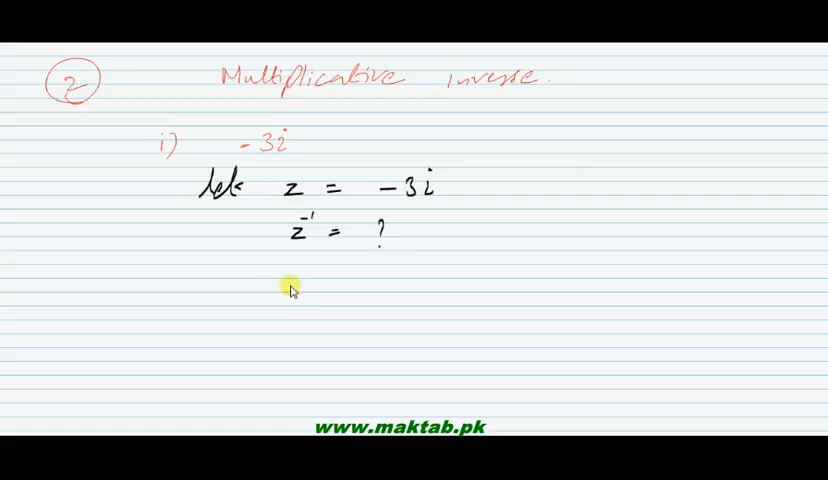 2 Multiplicative inverse.
i) -3i
let z = -3i
z⁻¹ = ?
www.maktab.pk